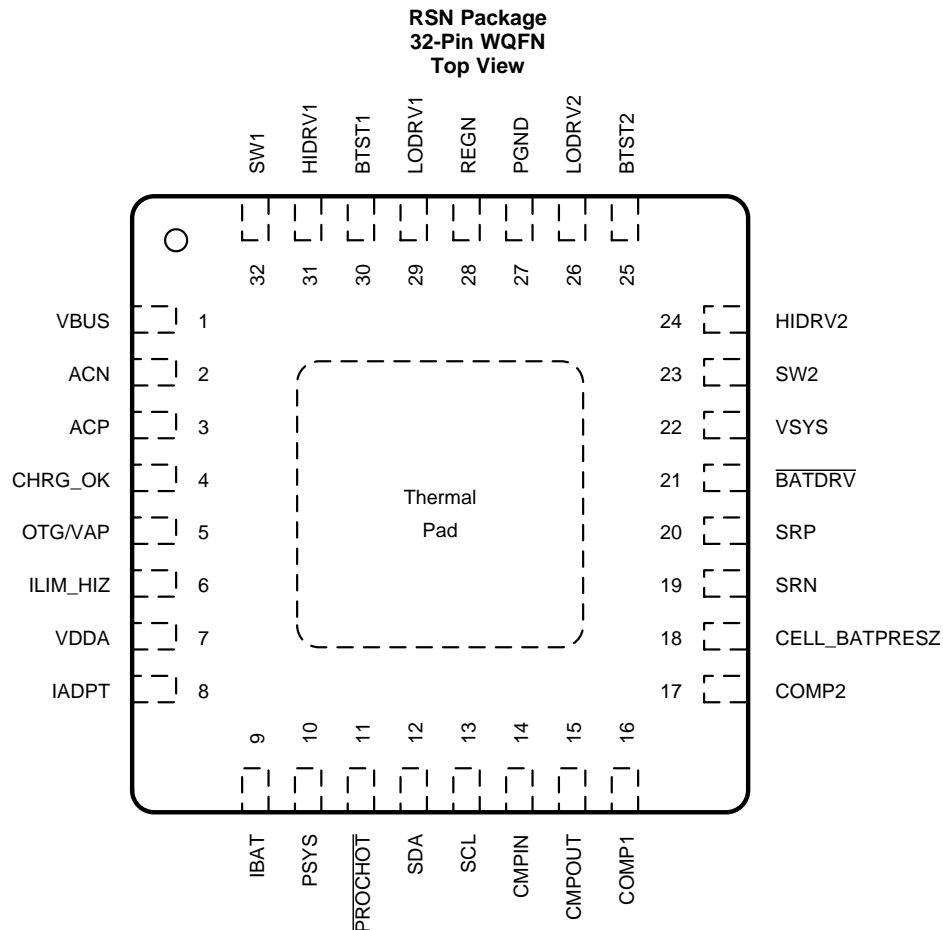 RSN Package
32-Pin WQFN
Top View
SW1
HIDRV1
BTST1
LODRV1
REGN
PGND
LODRV2
BTST2
32
31
30
29
28
27
26
25
VBUS 1
ACN 2
ACP 3
CHRG_OK 4
OTG/VAP 5
ILIM_HIZ 6
VDDA 7
IADPT 8
Thermal
Pad
24 HIDRV2
23 SW2
22 VSYS
21 BATDRV
20 SRP
19 SRN
18 CELL_BATPRESZ
17 COMP2
9
10
11
12
13
14
15
16
IBAT
PSYS
PROCHOT
SDA
SCL
CMPIN
CMPOUT
COMP1